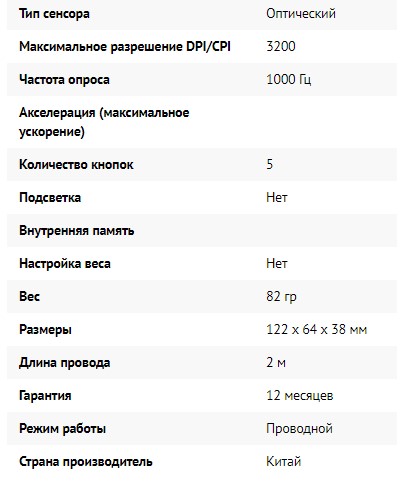 Тип сенсора Оптический
Максимальное разрешение DPI/CPI 3200
Частота опроса 1000 Гц
Акселерация (максимальное
ускорение)
Количество кнопок 5
Подсветка Нет
Внутренняя память
Настройка веса Нет
Вес 82 гр
Размеры 122 x 64 x 38 мм
Длина провода 2 м
Гарантия 12 месяцев
Режим работы Проводной
Страна производитель Китай